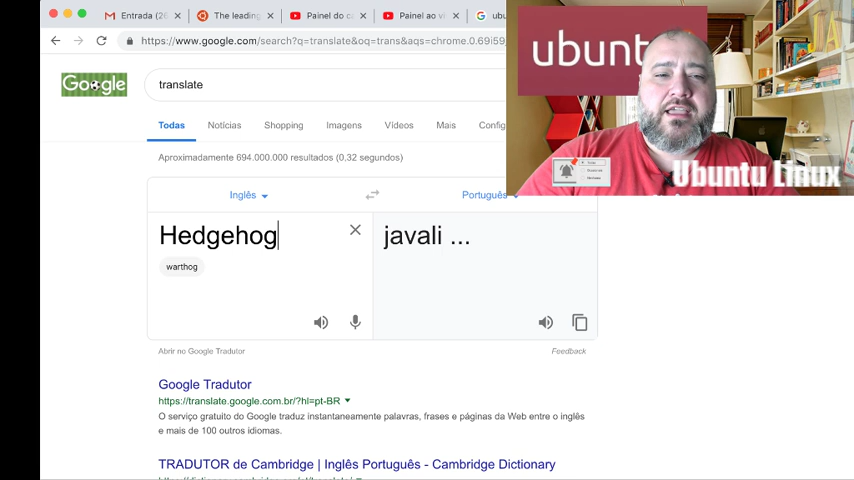 Entrada (26
The leading
Painel do ca
Painel ao vi
ubu
https://www.google.com/search?q=translate&oq=trans&aqs=chrome.0.69i59
Google
translate
Todas
Notícias
Shopping
Imagens
Vídeos
Mais
Config
Aproximadamente 694.000.000 resultados (0,32 segundos)
Inglês
Português
Hedgehog
javali ...
warthog
Abrir no Google Tradutor
Feedback
Google Tradutor
https://translate.google.com.br/?hl=pt-BR
O serviço gratuito do Google traduz instantaneamente palavras, frases e páginas da Web entre o inglês
e mais de 100 outros idiomas.
TRADUTOR de Cambridge | Inglês Português - Cambridge Dictionary
ubunt
Ubuntu Linux